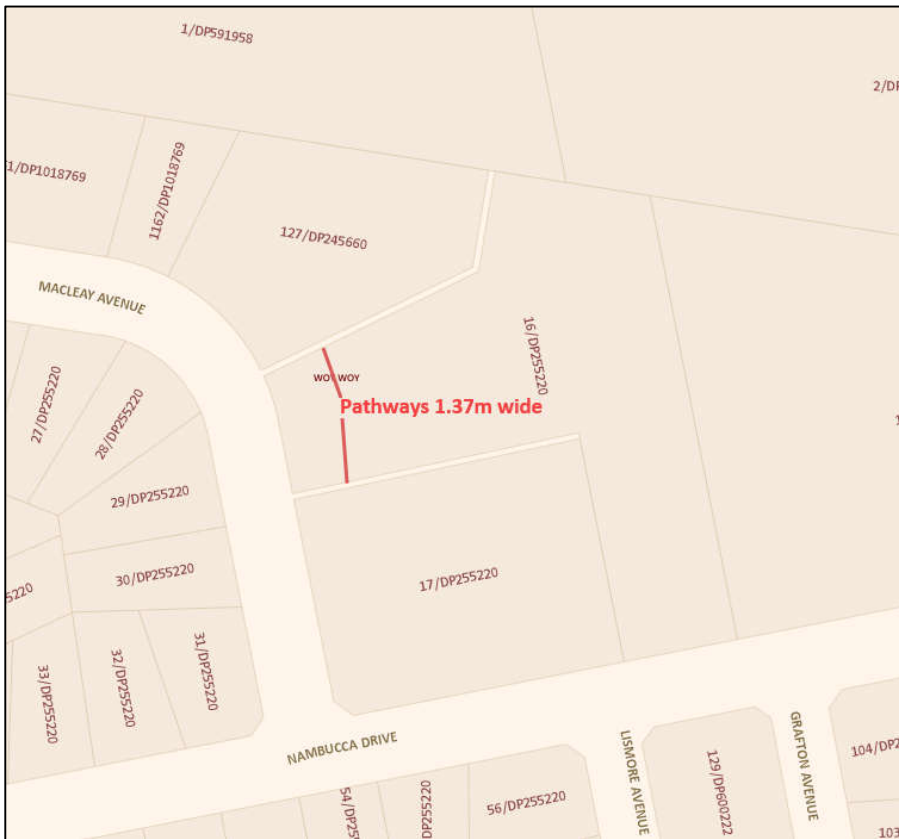 1/DP591958
2/DP
1/DP1018769
1162/DP1018769
127/DP245660
MACLEAY AVENUE
16/DP255220
WOY WOY
Pathways 1.37m wide
27/DP255220
28/DP255220
29/DP255220
30/DP255220
5220
17/DP255220
31/DP255220
32/DP255220
33/DP255220
NAMBUCCA DRIVE
LISMORE AVENUE
GRAFTON AVENUE
104/DP2
129/DP600222
54/DP25
DP255220
56/DP255220
103